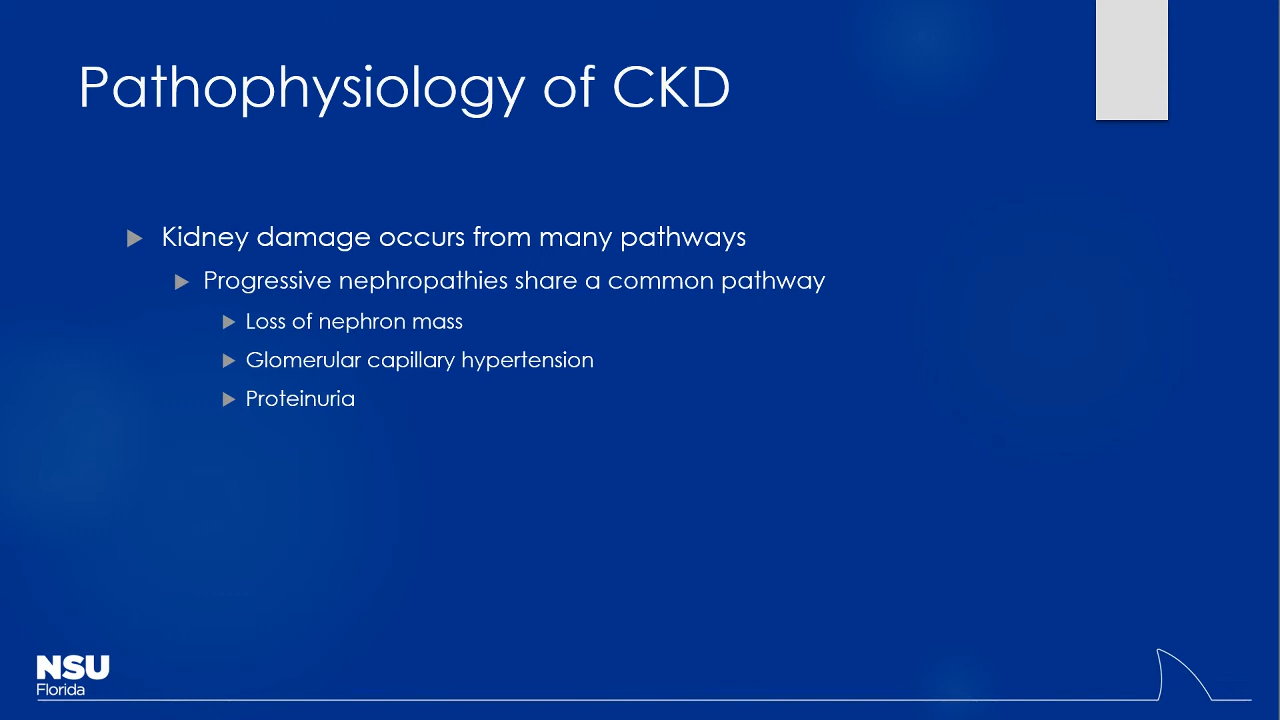 Pathophysiology of CKD
Kidney damage occurs from many pathways
Progressive nephropathies share a common pathway
Loss of nephron mass
Glomerular capillary hypertension
Proteinuria
NSU
Florida